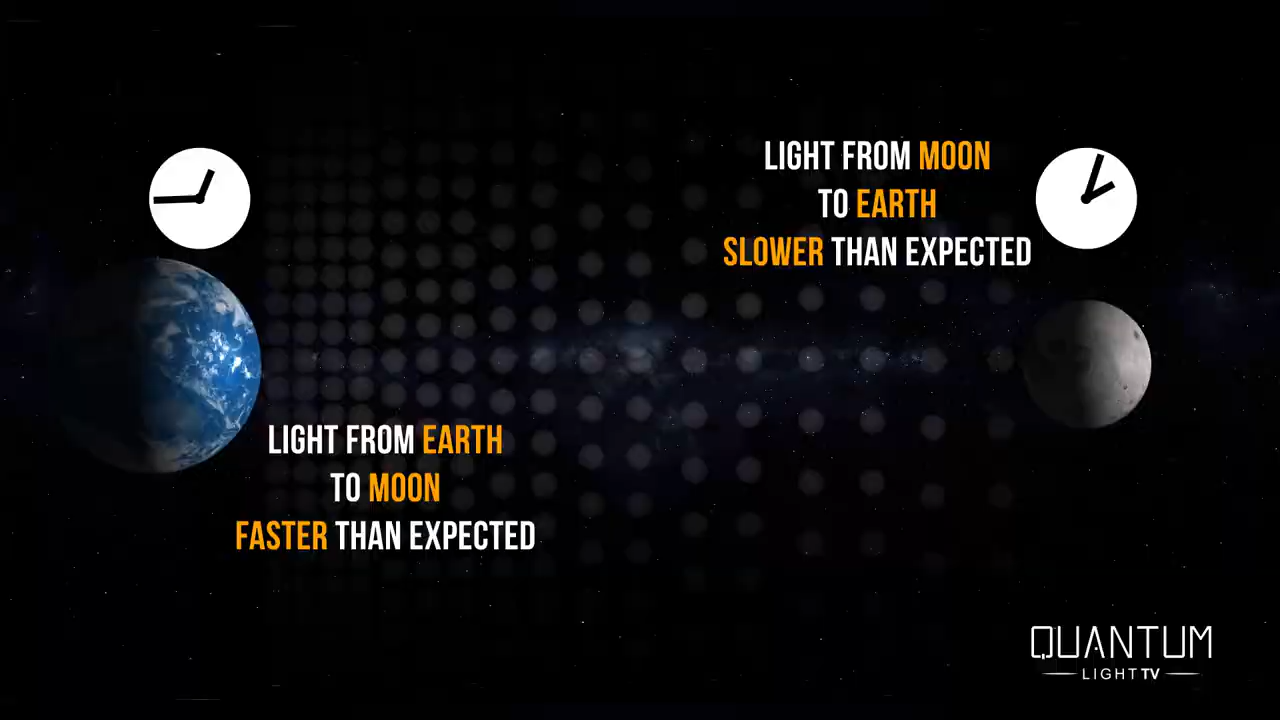 LIGHT FROM MOON
TO EARTH
SLOWER THAN EXPECTED
LIGHT FROM EARTH
TO MOON
FASTER THAN EXPECTED
QUANTUM
LIGHT TV